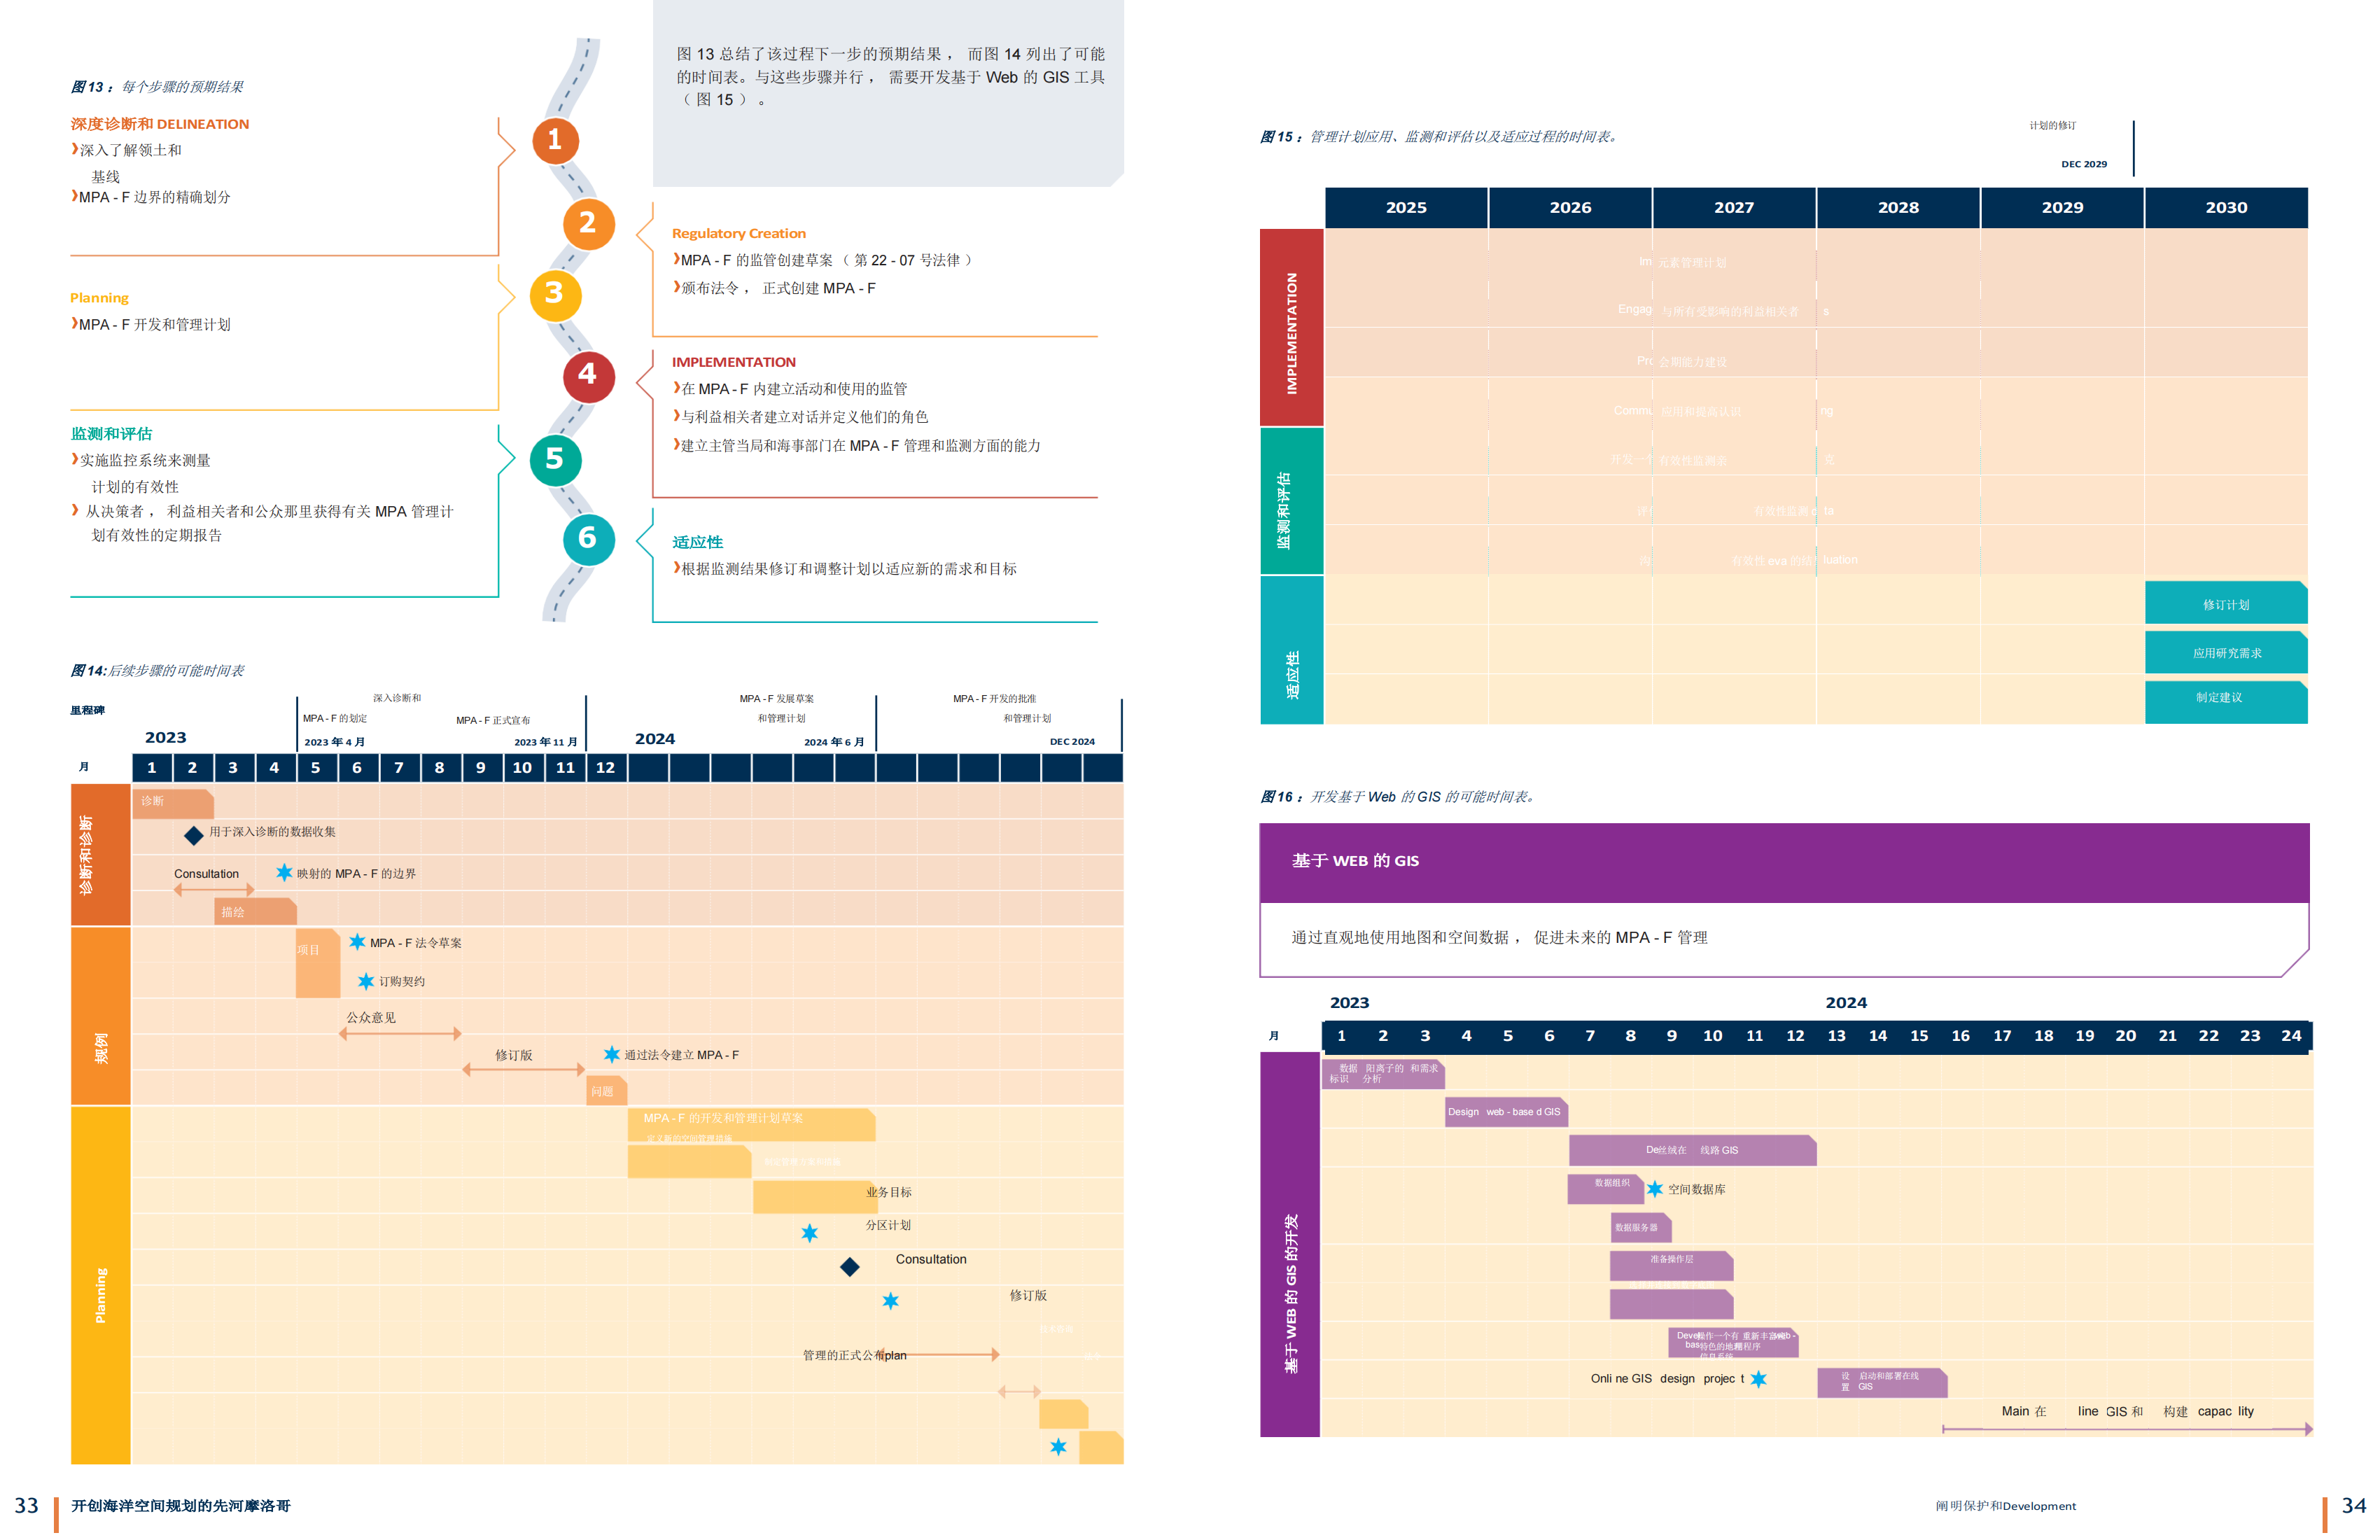 图 13 总结了该过程下一步的预期结果 ， 而图 14 列出了可能
的时间表。与这些步骤并行 ， 需要开发基于 Web 的 GIS 工具
（ 图 15 ） 。
图 13 ： 每个步骤的预期结果
深度诊断和 DELINEATION
❯深入了解领土和
基线
❯MPA - F 边界的精确划分
1
2
Regulatory Creation
❯MPA - F 的监管创建草案 （ 第 22 - 07 号法律 ）
❯颁布法令 ， 正式创建 MPA - F
Planning
❯MPA - F 开发和管理计划
3
4
IMPLEMENTATION
❯在 MPA - F 内建立活动和使用的监管
❯与利益相关者建立对话并定义他们的角色
❯建立主管当局和海事部门在 MPA - F 管理和监测方面的能力
监测和评估
❯实施监控系统来测量
计划的有效性
❯ 从决策者 ， 利益相关者和公众那里获得有关 MPA 管理计
划有效性的定期报告
5
6
适应性
❯根据监测结果修订和调整计划以适应新的需求和目标
图 14:后续步骤的可能时间表
里程碑
深入诊断和
MPA - F 的划定
2023 年 4 月
MPA - F 正式宣布
2023 年 11 月
MPA - F 发展草案
和管理计划
2024 年 6 月
MPA - F 开发的批准
和管理计划
DEC 2024
2023
2024
月
1 2 3 4 5 6 7 8 9 10 11 12
诊断和诊断
诊断
用于深入诊断的数据收集
Consultation
映射的 MPA - F 的边界
描绘
规例
项目
MPA - F 法令草案
订购契约
公众意见
修订版
通过法令建立 MPA - F
问题
Planning
MPA - F 的开发和管理计划草案
定义新的空间管理措施
业务目标
分区计划
Consultation
修订版
管理的正式公布plan
33
开创海洋空间规划的先河摩洛哥
图 15 ： 管理计划应用、监测和评估以及适应过程的时间表。
计划的修订
DEC 2029
2025 2026 2027 2028 2029 2030
IMPLEMENTATION
Im 元素管理计划
Engag 与所有受影响的利益相关者 s
Pro 会期能力建设
Commu 应用和提高认识 ng
监测和评估
开发一个 有效性监测系 克
评估 有效性监测 d ta
沟 有效性 eva 的结果 luation
适应性
修订计划
应用研究需求
制定建议
图 16 ： 开发基于 Web 的 GIS 的可能时间表。
基于 WEB 的 GIS
通过直观地使用地图和空间数据 ， 促进未来的 MPA - F 管理
2023
2024
月
1 2 3 4 5 6 7 8 9 10 11 12 13 14 15 16 17 18 19 20 21 22 23 24
基于 WEB 的 GIS 的开发
数据 阳离子的 和需求
标识 分析
Design web - base d GIS
De丝绒在 线路 GIS
数据组织
空间数据库
数据服务器
准备操作层
Onli ne GIS design projec t
设 启动和部署在线
置 GIS
Main 在 line GIS 和 构建 capac lity
阐明保护和Development
34